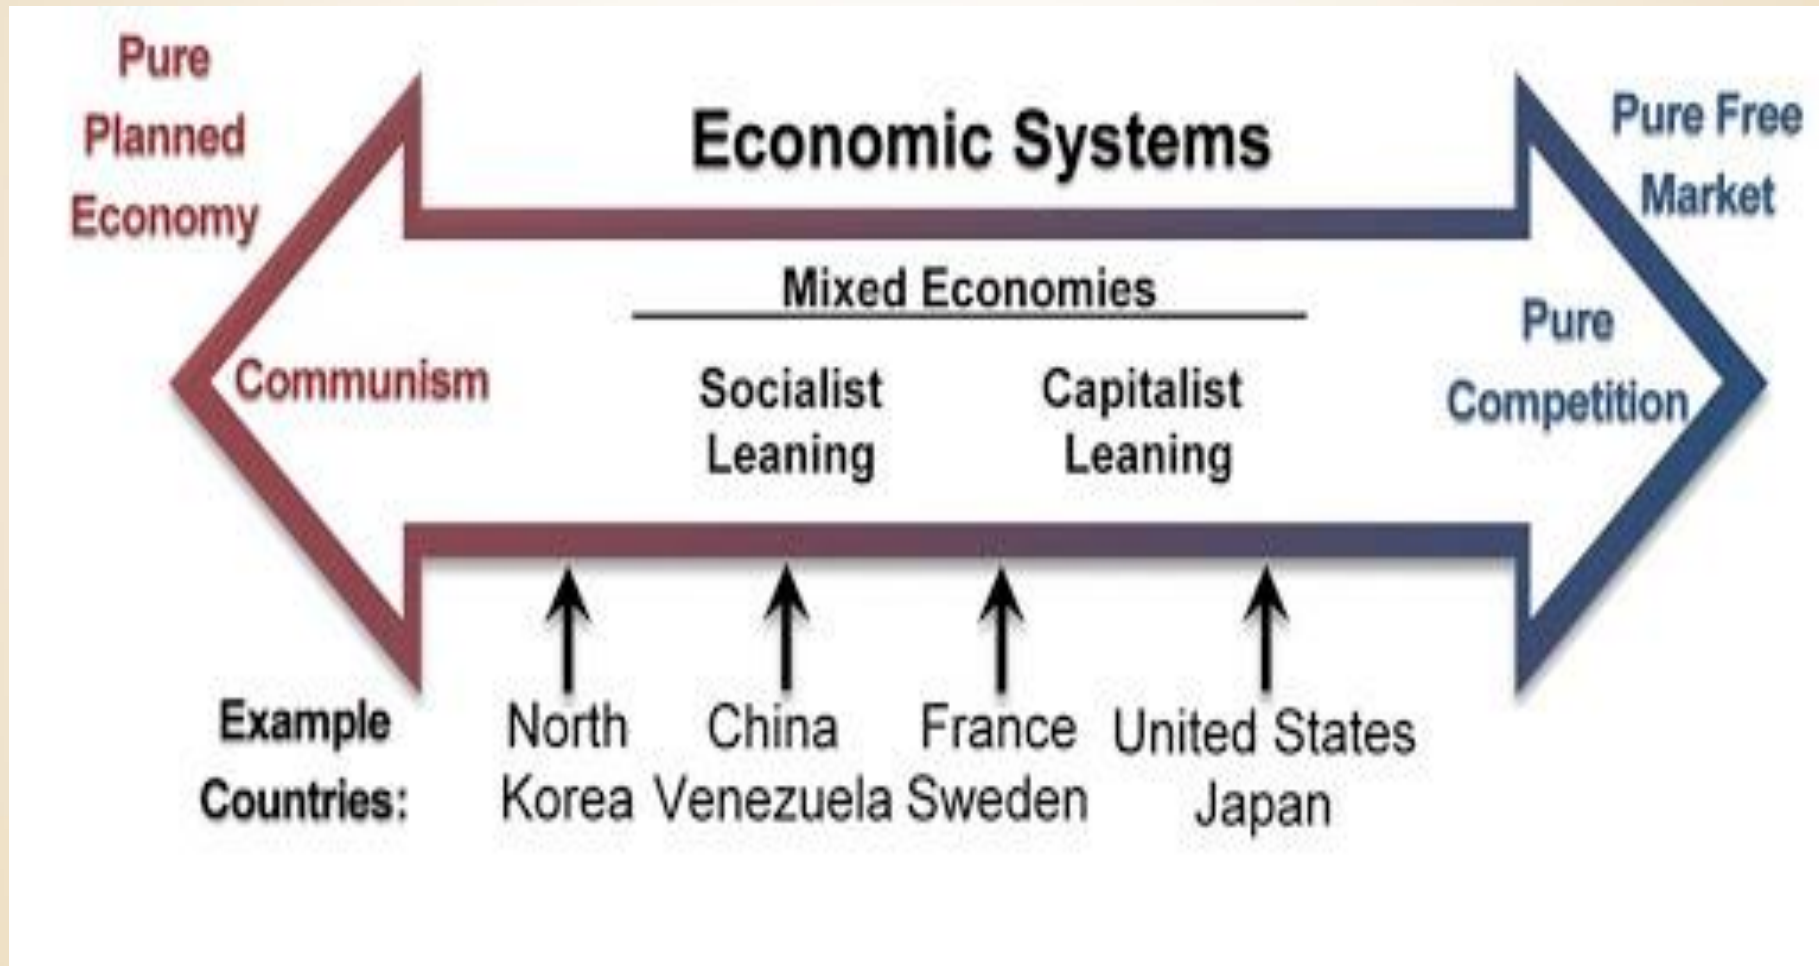 Pure
Planned
Economy
Economic Systems
Pure Free
Market
Mixed Economies
Communism
Socialist
Leaning
Capitalist
Leaning
Pure
Competition
Example
Countries:
North
Korea
China
Venezuela
France
Sweden
United States
Japan